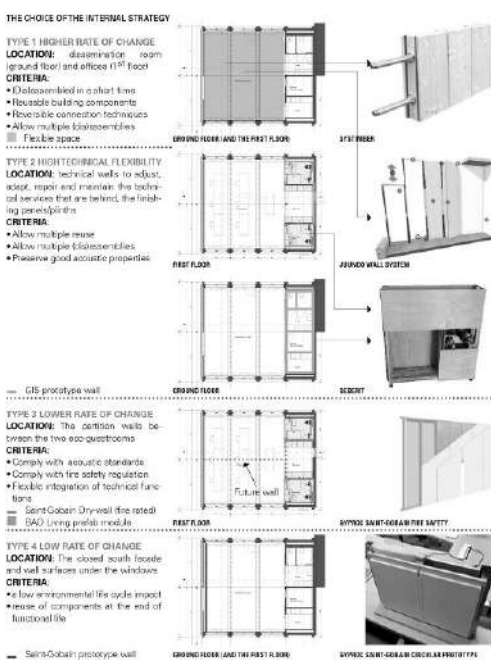 THE CHOICE OF THE INTERNAL STRATEGY
TYPE 1 HIGHER RATE OF CHANGE
LOCATION: dissemination room
(ground floor) and offices (1ST floor)
CRITERIA:
• (Dis)assembled in a short time
• Reusable building components
• Reversible connection techniques
• Allow multiple (dis)assemblies
Flexible space
GROUND FLOOR (AND THE FIRST FLOOR)
SYSTIMBER
TYPE 2 HIGH TECHNICAL FLEXIBILITY
LOCATION: technical walls to adjust,
adapt, repair and maintain the techni-
cal services that are behind, the finish-
ing panels/plinths
CRITERIA:
• Allow multiple reuse
• Allow multiple (dis)assemblies
• Preserve good acoustic properties
FIRST FLOOR
JUUNOO WALL SYSTEM
GIS prototype wall
GROUND FLOOR
GEBERIT
TYPE 3 LOWER RATE OF CHANGE
LOCATION: The partition walls be-
tween the two eco-guestrooms
CRITERIA:
• Comply with acoustic standards
• Comply with fire safety regulation
• Flexible integration of technical func-
tions
Saint-Gobain Dry-wall (fire rated)
BAO Living prefab module
Future wall
FIRST FLOOR
GYPROC SAINT-GOBAIN FIRE SAFETY
TYPE 4 LOW RATE OF CHANGE
LOCATION: The closed south facade
and wall surfaces under the windows
CRITERIA:
• a low environmental life cycle impact
• reuse of components at the end of
functional life
Saint-Gobain prototype wall
GROUND FLOOR (AND THE FIRST FLOOR)
GYPROC SAINT-GOBAIN CIRCULAR PROTOTYPE